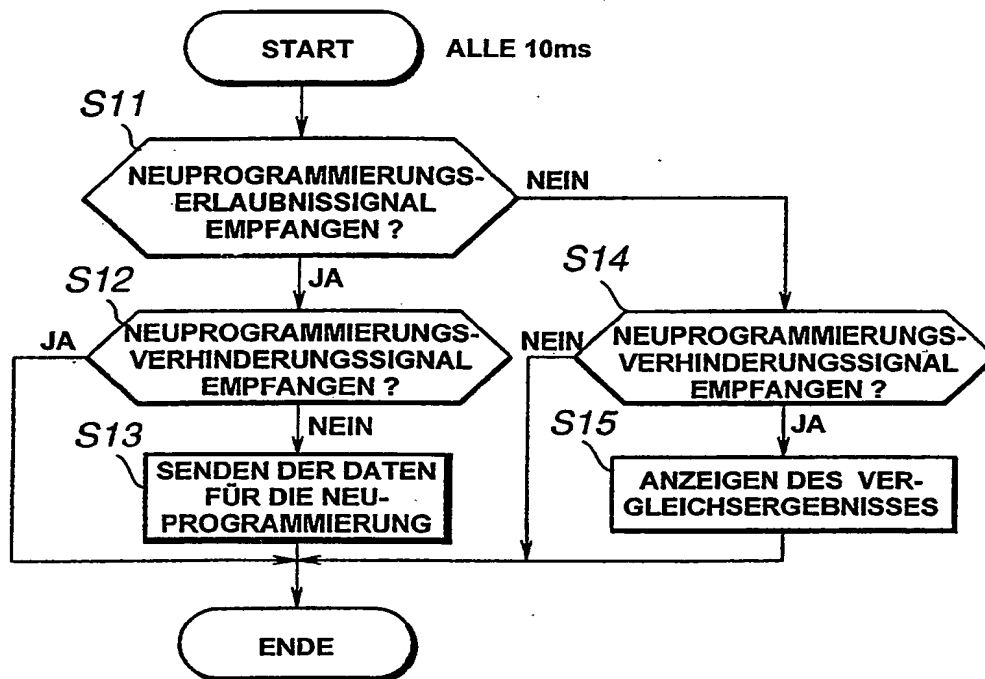 START
ALLE 10ms
S11
NEUPROGRAMMIERUNGS-
ERLAUBNISSIGNAL
EMPFANGEN ?
NEIN
JA
S12
JA
NEUPROGRAMMIERUNGS-
VERHINDERUNGSSIGNAL
EMPFANGEN ?
NEIN
S13
SENDEN DER DATEN
FÜR DIE NEU-
PROGRAMMIERUNG
S14
NEIN
NEUPROGRAMMIERUNGS-
VERHINDERUNGSSIGNAL
EMPFANGEN ?
JA
S15
ANZEIGEN DES VER-
GLEICHSERGEBNISSES
ENDE